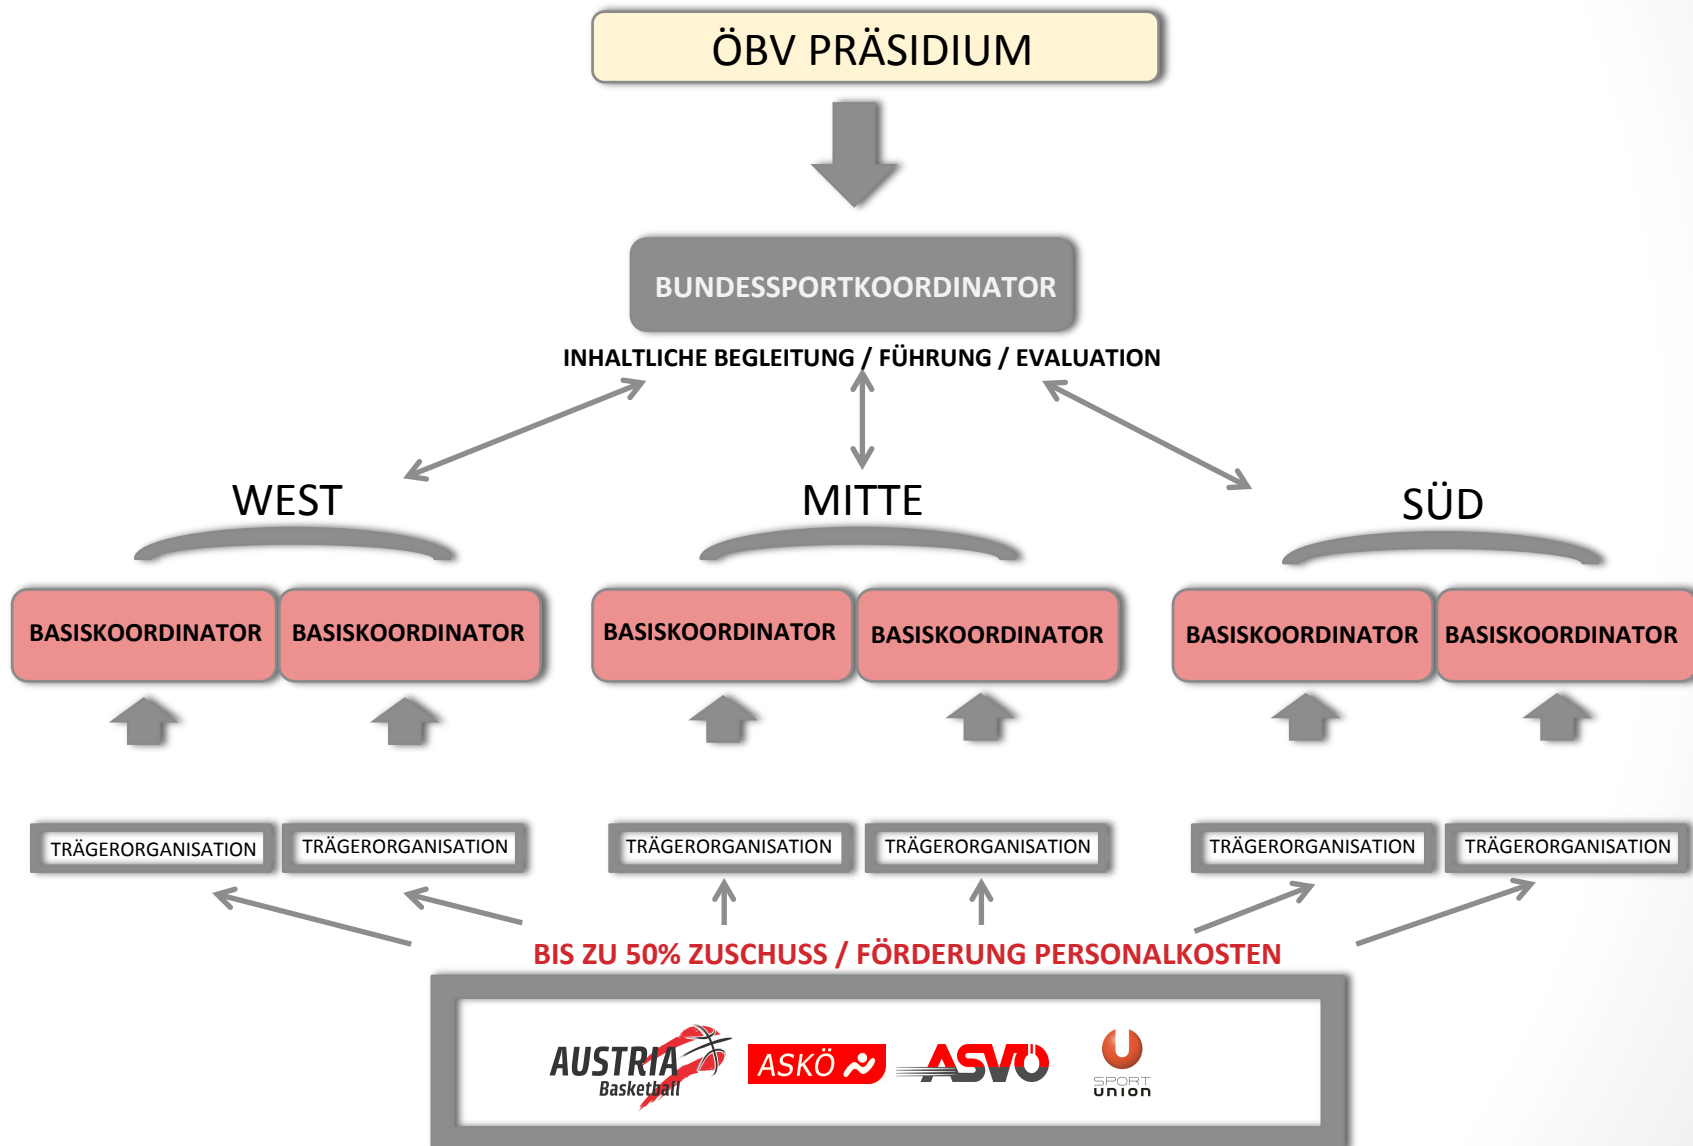 ÖBV PRÄSIDIUM
BUNDESSPORTKOORDINATOR
INHALTLICHE BEGLEITUNG / FÜHRUNG / EVALUATION
WEST
MITTE
SÜD
BASISKOORDINATOR
BASISKOORDINATOR
BASISKOORDINATOR
BASISKOORDINATOR
BASISKOORDINATOR
BASISKOORDINATOR
TRÄGERORGANISATION
TRÄGERORGANISATION
TRÄGERORGANISATION
TRÄGERORGANISATION
TRÄGERORGANISATION
TRÄGERORGANISATION
BIS ZU 50% ZUSCHUSS / FÖRDERUNG PERSONALKOSTEN
AUSTRIA
Basketball
ASKÖ
ASVÖ
SPORT
UNION